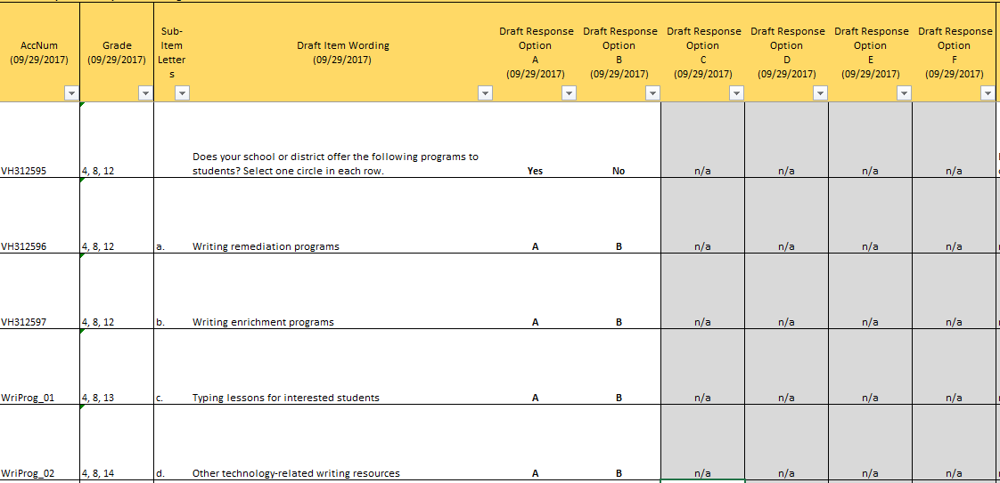 AccNum
(09/29/2017)
Grade
(09/29/2017)
Sub-
Item
Letter
s
Draft Item Wording
(09/29/2017)
Draft Response
Option
A
(09/29/2017)
Draft Response
Option
B
(09/29/2017)
Draft Response
Option
C
(09/29/2017)
Draft Response
Option
D
(09/29/2017)
Draft Response
Option
E
(09/29/2017)
Draft Response
Option
F
(09/29/2017)
Does your school or district offer the following programs to
VH312595 4, 8, 12 students? Select one circle in each row. Yes No n/a n/a n/a n/a
VH312596 4, 8, 12 a. Writing remediation programs A B n/a n/a n/a n/a
VH312597 4, 8, 12 b. Writing enrichment programs A B n/a n/a n/a n/a
WriProg_01 4, 8, 13 c. Typing lessons for interested students A B n/a n/a n/a n/a
WriProg_02 4, 8, 14 d. Other technology-related writing resources A B n/a n/a n/a n/a